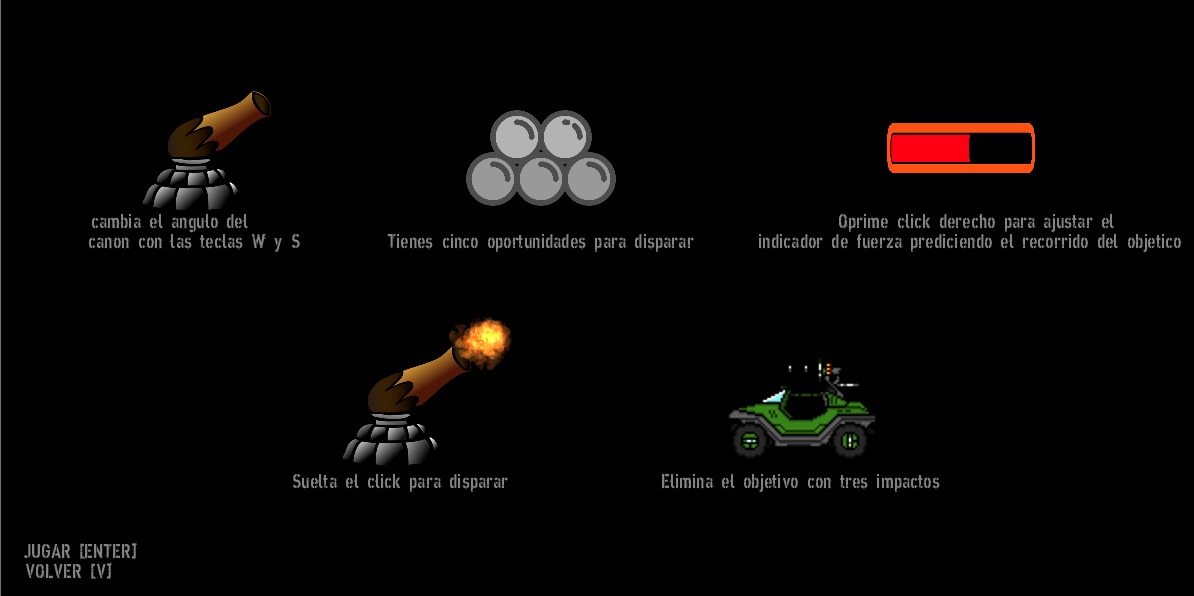 cambia el angulo del
canon con las teclas W y S
Tienes cinco oportunidades para disparar
Oprime click derecho para ajustar el
indicador de fuerza prediciendo el recorrido del objetico
Suelta el click para disparar
Elimina el objetivo con tres impactos
JUGAR [ENTER]
VOLVER [V]